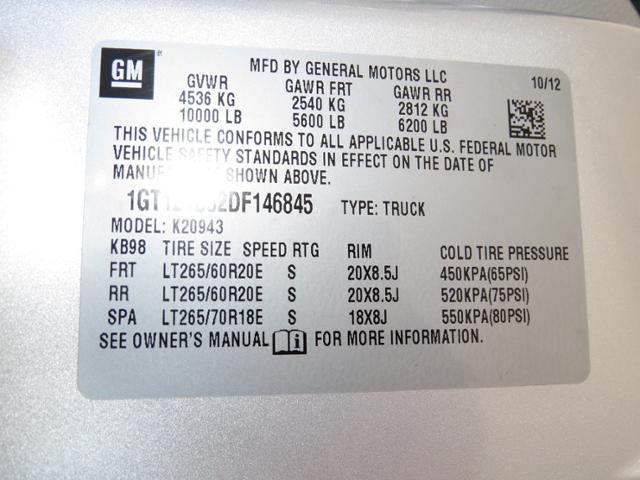 GM
MFD BY GENERAL MOTORS LLC
10/12
GVWR GAWR FRT GAWR RR
4536 KG 2540 KG 2812 KG
10000 LB 5600 LB 6200 LB
THIS VEHICLE CONFORMS TO ALL APPLICABLE U.S. FEDERAL MOTOR
VEHICLE SAFETY STANDARDS IN EFFECT ON THE DATE OF
SHOWN ABOVE.
TYPE: TRUCK
MODEL: K20943
KB98 TIRE SIZE SPEED RTG RIM COLD TIRE PRESSURE
FRT LT265/60R20E S 20X8.5J 450KPA(65PSI)
RR LT265/60R20E S 20X8.5J 520KPA(75PSI)
SPA LT265/70R18E S 18X8J 550KPA(80PSI)
SEE OWNER'S MANUAL FOR MORE INFORMATION.